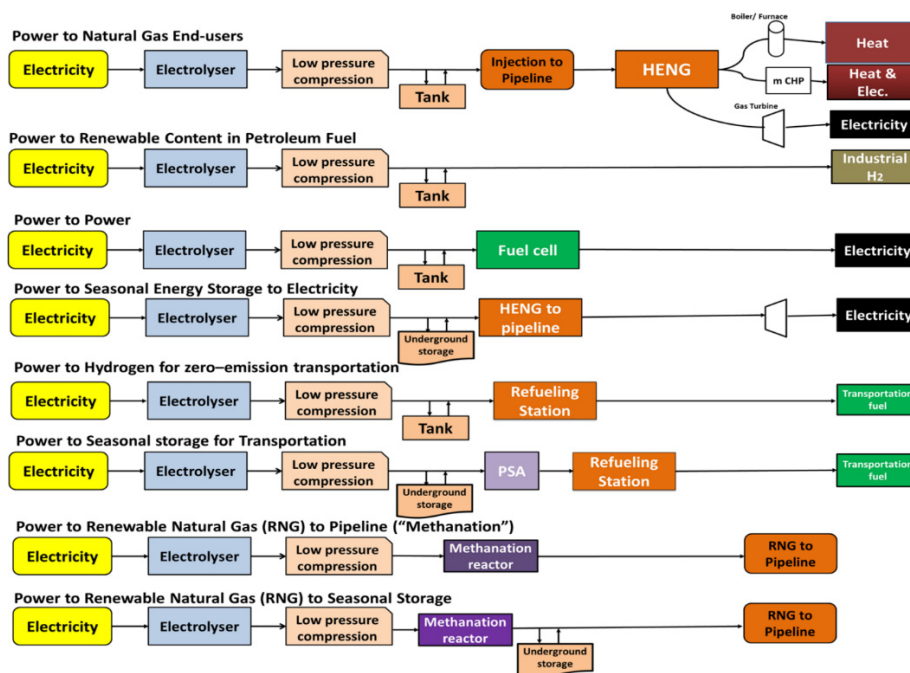 Power to Natural Gas End-users
Electricity
Electrolyser
Low pressure
compression
Tank
Injection to
Pipeline
HENG
Boiler/ Furnace
Heat
m CHP
Heat &
Elec.
Gas Turbine
Electricity
Power to Renewable Content in Petroleum Fuel
Electricity
Electrolyser
Low pressure
compression
Tank
Industrial
H2
Power to Power
Electricity
Electrolyser
Low pressure
compression
Tank
Fuel cell
Electricity
Power to Seasonal Energy Storage to Electricity
Electricity
Electrolyser
Low pressure
compression
Underground
storage
HENG to
pipeline
Electricity
Power to Hydrogen for zero–emission transportation
Electricity
Electrolyser
Low pressure
compression
Tank
Refueling
Station
Transportation
fuel
Power to Seasonal storage for Transportation
Electricity
Electrolyser
Low pressure
compression
Underground
storage
PSA
Refueling
Station
Transportation
fuel
Power to Renewable Natural Gas (RNG) to Pipeline (“Methanation”)
Electricity
Electrolyser
Low pressure
compression
Methanation
reactor
RNG to
Pipeline
Power to Renewable Natural Gas (RNG) to Seasonal Storage
Electricity
Electrolyser
Low pressure
compression
Methanation
reactor
Underground
storage
RNG to
Pipeline